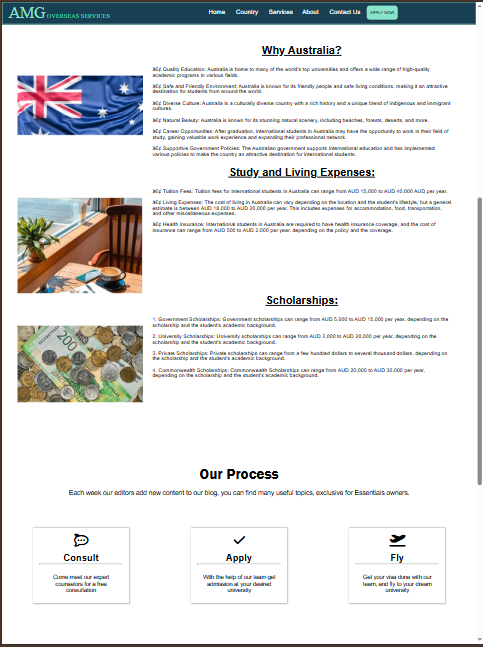 AMG OVERSEAS SERVICES
Home Country Services About Contact Us APPLY NOW
Why Australia?
â€¢ Quality Education: Australia is home to many of the world's top universities and offers a wide range of high-quality
academic programs in various fields.
â€¢ Safe and Friendly Environment: Australia is known for its friendly people and safe living conditions, making it an attractive
destination for students from around the world.
â€¢ Diverse Culture: Australia is a culturally diverse country with a rich history and a unique blend of indigenous and immigrant
cultures.
â€¢ Natural Beauty: Australia is known for its stunning natural scenery, including beaches, forests, deserts, and more.
â€¢ Career Opportunities: After graduation, international students in Australia may have the opportunity to work in their field of
study, gaining valuable work experience and expanding their professional network.
â€¢ Supportive Government Policies: The Australian government supports international education and has implemented
various policies to make the country an attractive destination for international students.
Study and Living Expenses:
â€¢ Tuition Fees: Tuition fees for international students in Australia can range from AUD 15,000 to 40,000 AUD per year.
â€¢ Living Expenses: The cost of living in Australia can vary depending on the location and the student's lifestyle, but a general
estimate is between AUD 18,000 to AUD 20,000 per year. This includes expenses for accommodation, food, transportation,
and other miscellaneous expenses.
â€¢ Health Insurance: International students in Australia are required to have health insurance coverage, and the cost of
insurance can range from AUD 500 to AUD 2,000 per year, depending on the policy and the coverage.
Scholarships:
1. Government Scholarships: Government scholarships can range from AUD 5,000 to AUD 15,000 per year, depending on the
scholarship and the student's academic background.
2. University Scholarships: University scholarships can range from AUD 2,000 to AUD 20,000 per year, depending on the
scholarship and the student's academic background.
3. Private Scholarships: Private scholarships can range from a few hundred dollars to several thousand dollars, depending on
the scholarship and the student's academic background.
4. Commonwealth Scholarships: Commonwealth Scholarships can range from AUD 20,000 to AUD 30,000 per year,
depending on the scholarship and the student's academic background.
Our Process
Each week our editors add new content to our blog, you can find many useful topics, exclusive for Essentials owners.
Consult
Come meet our expert
counselors for a free
consultation
Apply
With the help of our team get
admission at your desired
university
Fly
Get your visa done with our
team, and fly to your dream
university